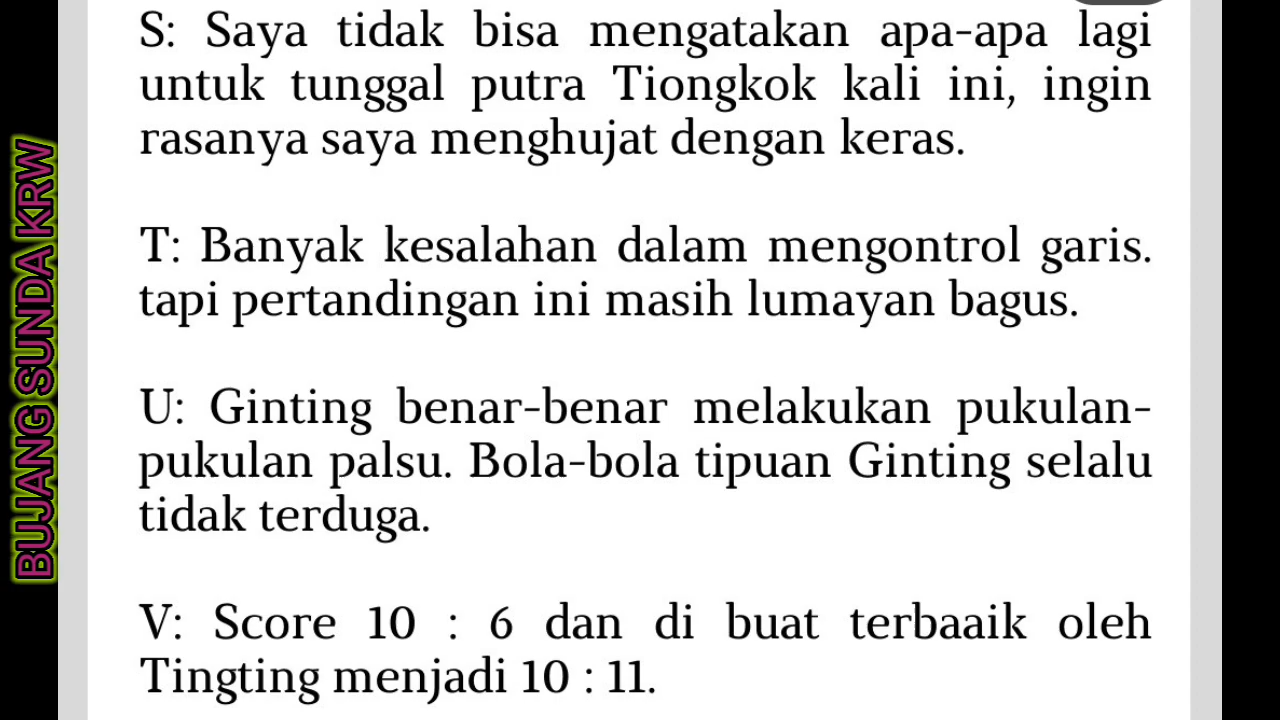 S: Saya tidak bisa mengatakan apa-apa lagi
untuk tunggal putra Tiongkok kali ini, ingin
rasanya saya menghujat dengan keras.
T: Banyak kesalahan dalam mengontrol garis.
tapi pertandingan ini masih lumayan bagus.
U: Ginting benar-benar melakukan pukulan-
pukulan palsu. Bola-bola tipuan Ginting selalu
tidak terduga.
V: Score 10 : 6 dan di buat terbaaik oleh
Tingting menjadi 10 : 11.
BUJANG SUNDA KRW